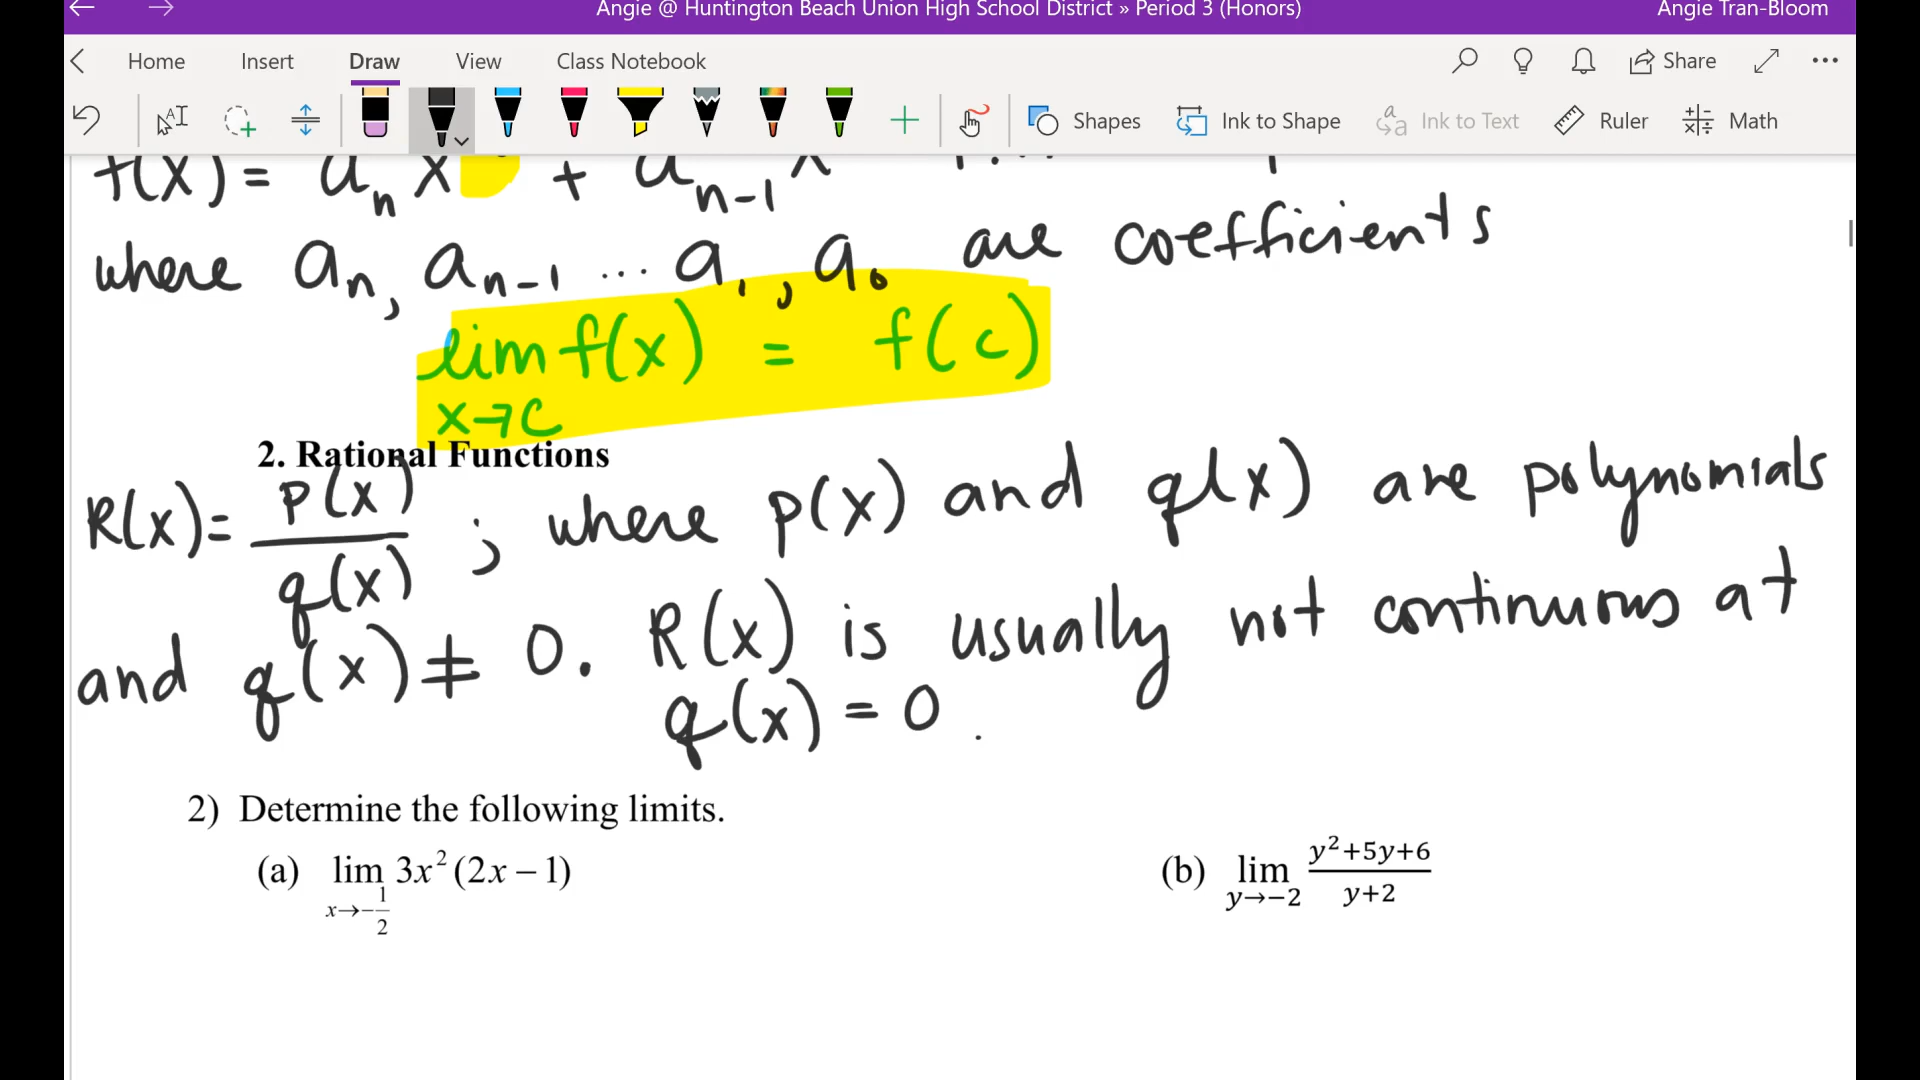 Angie @ Huntington Beach Union High School District » Period 3 (Honors) Angie Tran-Bloom
Home Insert Draw View Class Notebook Share
Shapes Ink to Shape Ink to Text Ruler Math
f(x) = aₙ x + aₙ₋₁ x + ...
where aₙ, aₙ₋₁ ... a₁, a₀ are coefficients
lim f(x) = f(c)
x→c
2. Rational Functions
R(x) = p(x)/q(x) ; where p(x) and q(x) are polynomials
and q(x) ≠ 0. R(x) is usually not continuous at
q(x) = 0.
2) Determine the following limits.
(a) lim x→-1/2 3x²(2x – 1)
(b) lim y→−2 (y²+5y+6)/(y+2)